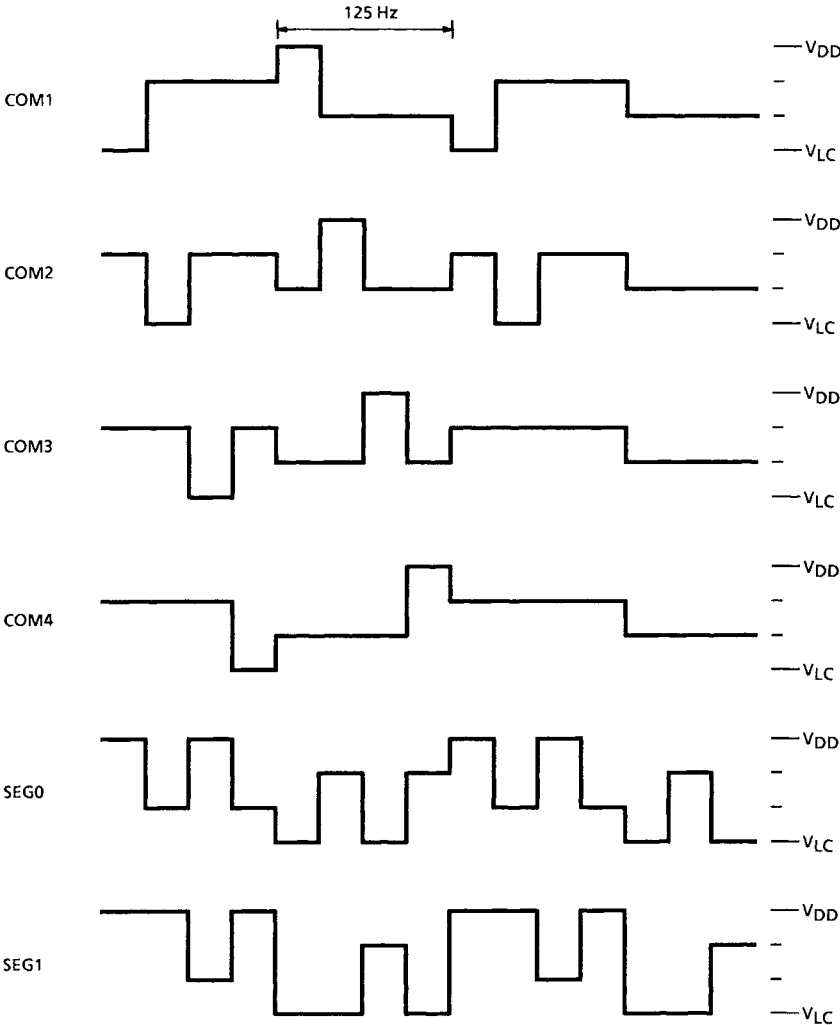 125 Hz
VDD
COM1
VLC
VDD
COM2
VLC
VDD
COM3
VLC
VDD
COM4
VLC
VDD
SEG0
VLC
VDD
SEG1
VLC